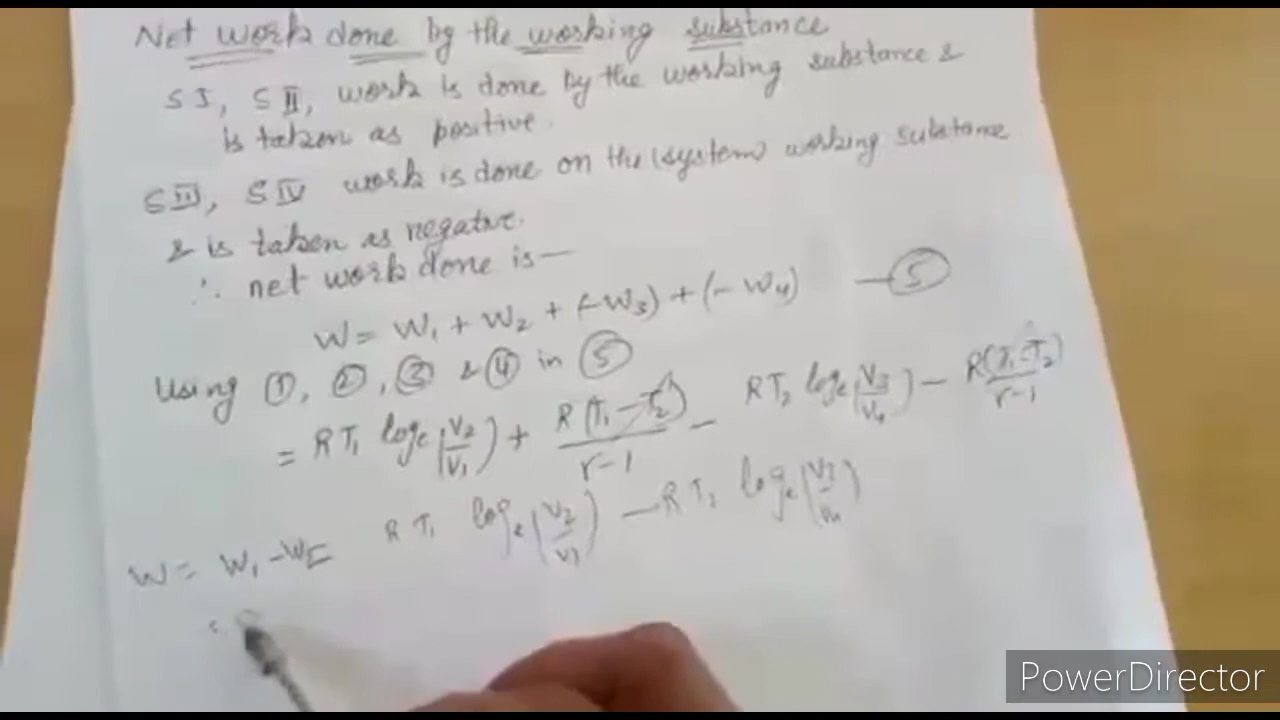 Net work done by the working substance
S I, S II, work is done by the working substance &
is taken as positive.
S III, S IV work is done on the (system) working substance
& is taken as negative.
∴ net work done is—
W = W₁ + W₂ + (-W₃) + (-W₄) —⑤
Using ①, ②, ③ & ④ in ⑤
= RT₁ logₑ(V₂/V₁) + R(T₁-T₂)/r-1 - RT₂ logₑ(V₃/V₄) - R(T₁-T₂)/r-1
W = W₁ - W₃ = RT₁ logₑ(V₂/V₁) - RT₂ logₑ(V₃/V₄)
PowerDirector